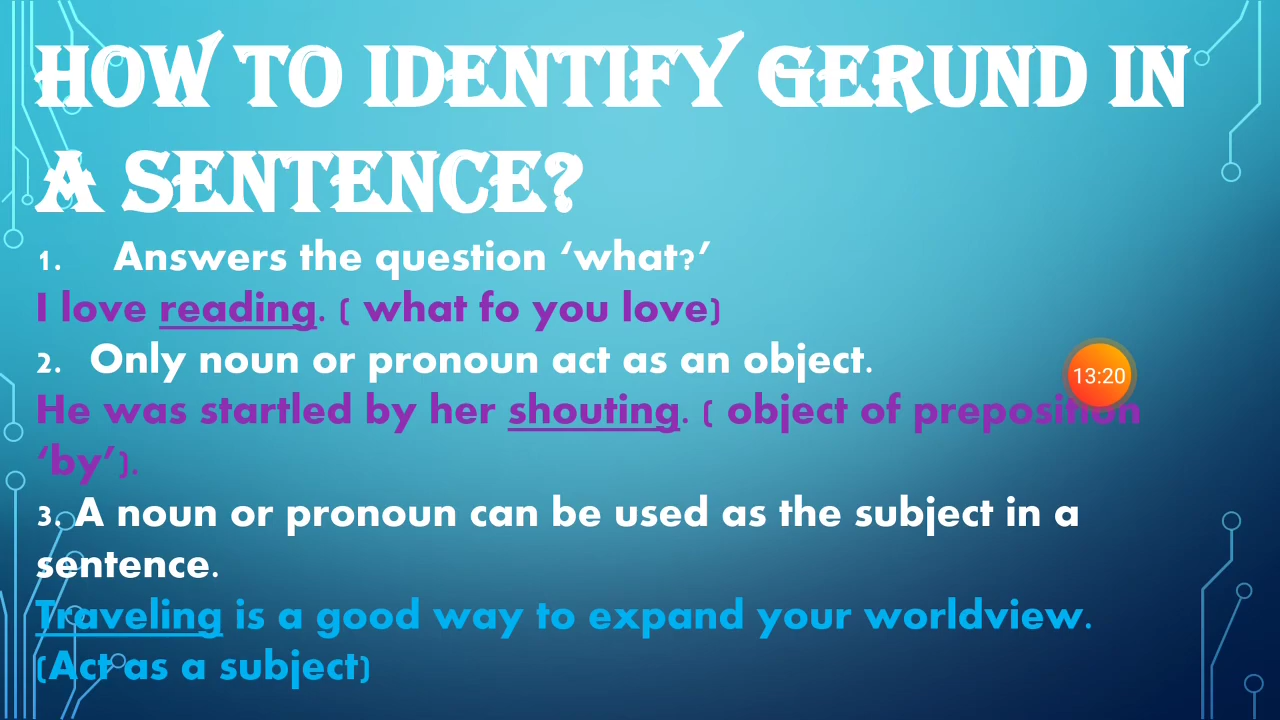 HOW TO IDENTIFY GERUND IN
A SENTENCE?
1. Answers the question ‘what?’
I love reading. ( what fo you love)
2. Only noun or pronoun act as an object.
13:20
He was startled by her shouting. ( object of preposition
‘by’).
3. A noun or pronoun can be used as the subject in a
sentence.
Traveling is a good way to expand your worldview.
(Act as a subject)